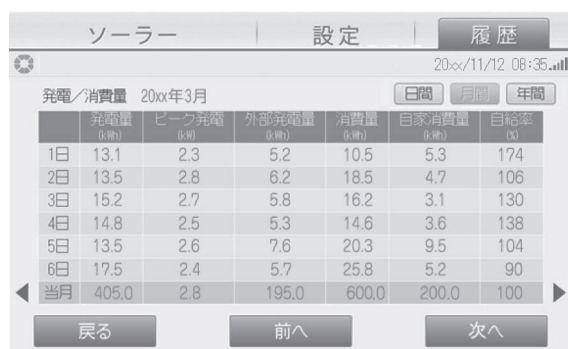 ソーラー 設定 履歴
20xx/11/12 08:35
発電/消費量 20xx年3月 日間 月間 年間
発電量(kWh) ピーク発電(kW) 外部発電量(kWh) 消費量(kWh) 自家消費量(kWh) 自給率(%)
1日 13.1 2.3 5.2 10.5 5.3 174
2日 13.5 2.8 6.2 18.5 4.7 106
3日 15.2 2.7 5.8 16.2 3.1 130
4日 14.8 2.5 5.3 14.6 3.6 138
5日 13.5 2.6 7.6 20.3 9.5 104
6日 17.5 2.4 5.7 25.8 5.2 90
当月 405.0 2.8 195.0 600.0 200.0 100
戻る 前へ 次へ